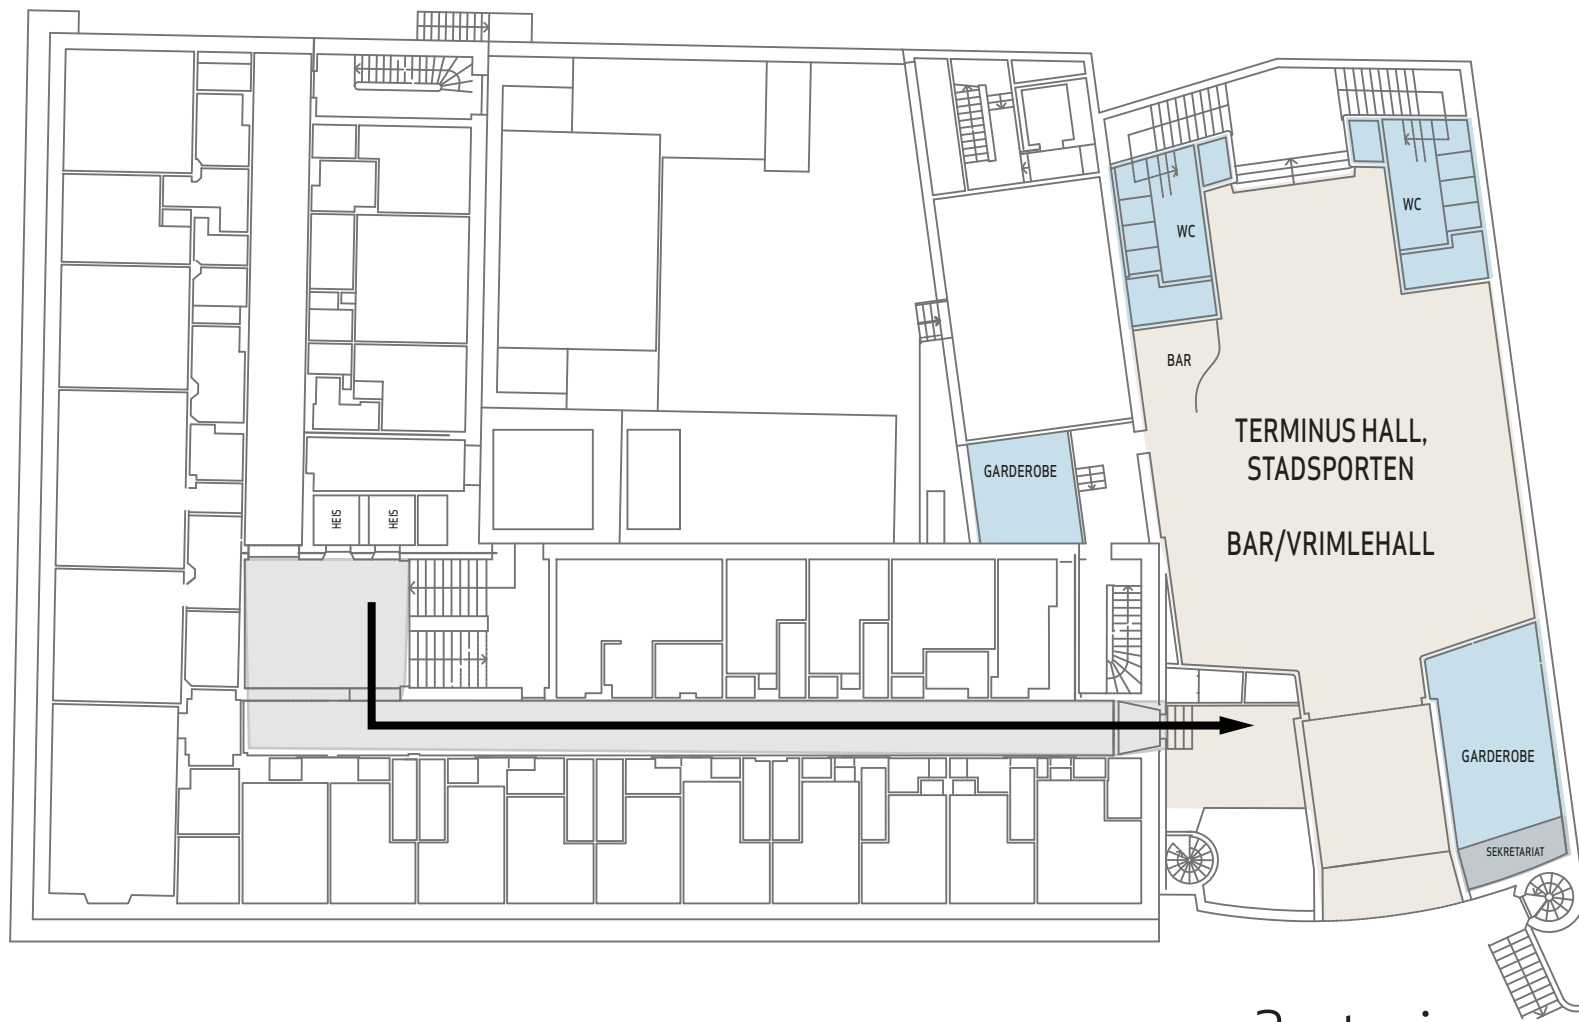 WC
WC
BAR
TERMINUS HALL,
STADSPORTEN
BAR/VRIMLEHALL
GARDEROBE
HEIS
HEIS
GARDEROBE
SEKRETARIAT